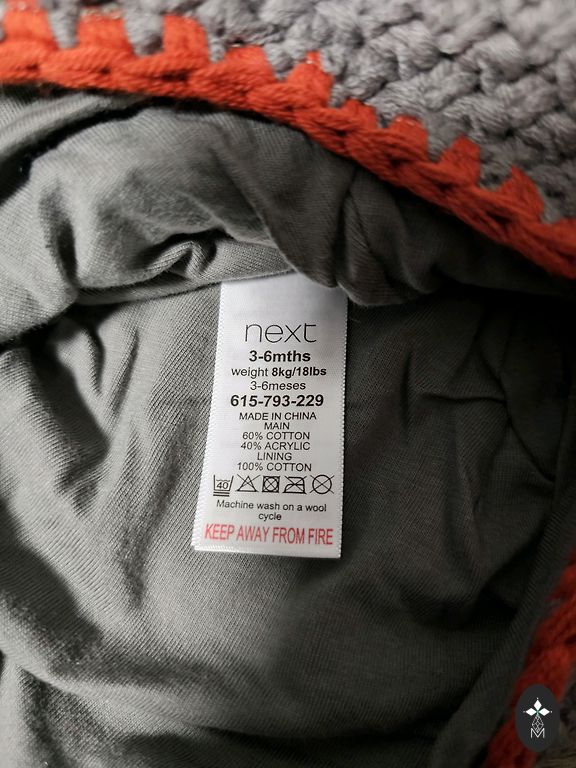 next
3-6mths
weight 8kg/18lbs
3-6meses
615-793-229
MADE IN CHINA
MAIN
60% COTTON
40% ACRYLIC
LINING
100% COTTON
40
Machine wash on a wool
cycle
KEEP AWAY FROM FIRE
M